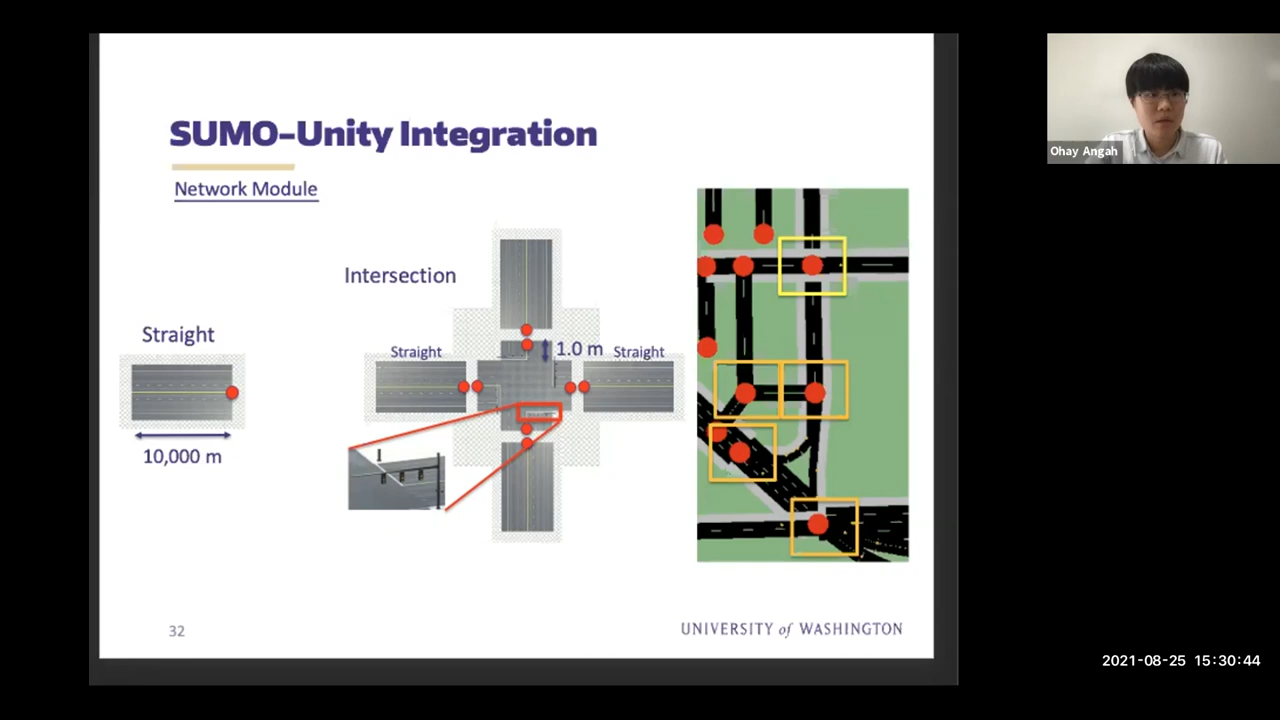 SUMO-Unity Integration
Network Module
Intersection
Straight
Straight
1.0 m
Straight
10,000 m
32
UNIVERSITY of WASHINGTON
Ohay Angah
2021-08-25 15:30:44